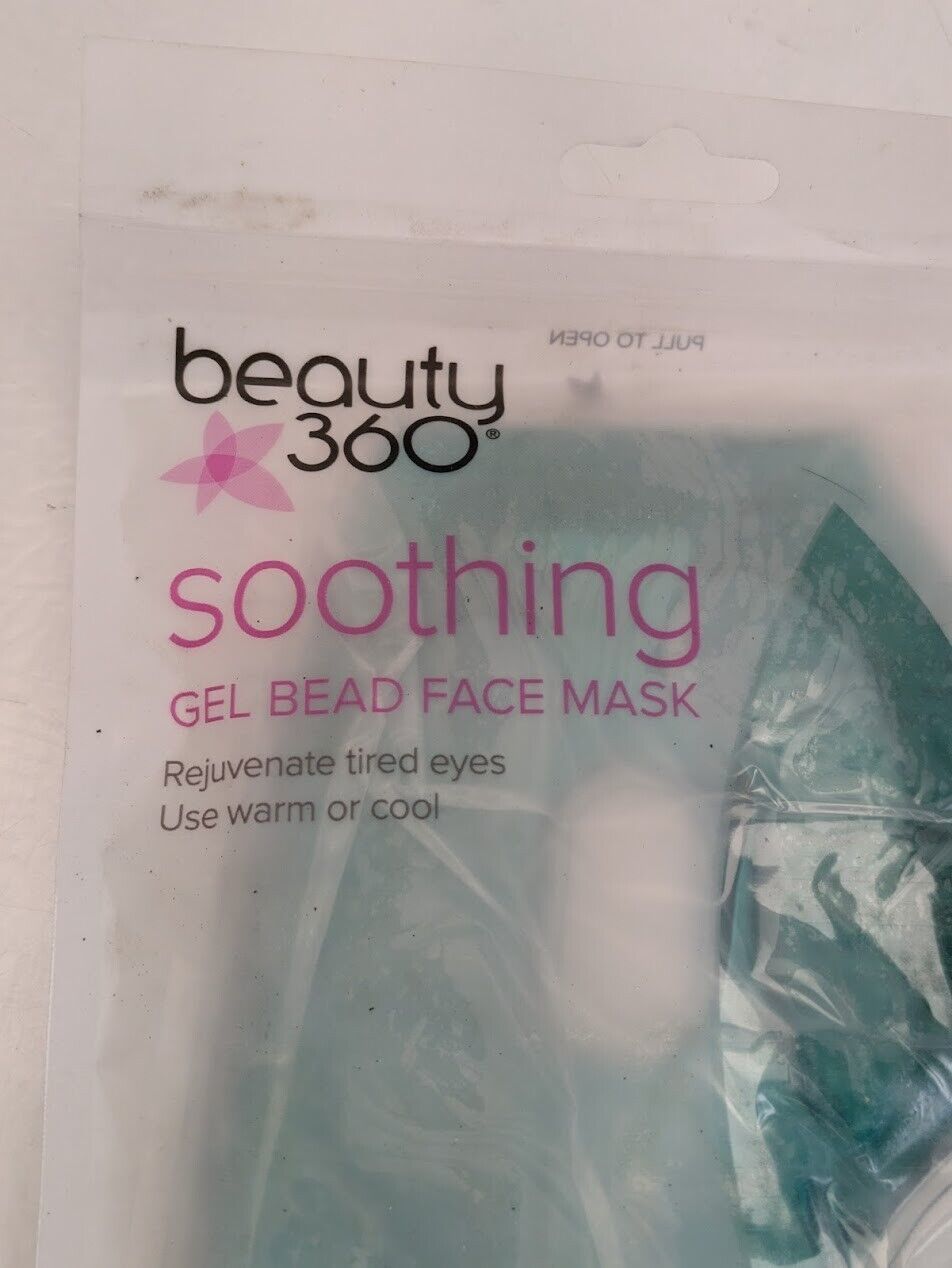 beauty
360®
PULL TO OPEN
soothing
GEL BEAD FACE MASK
Rejuvenate tired eyes
Use warm or cool